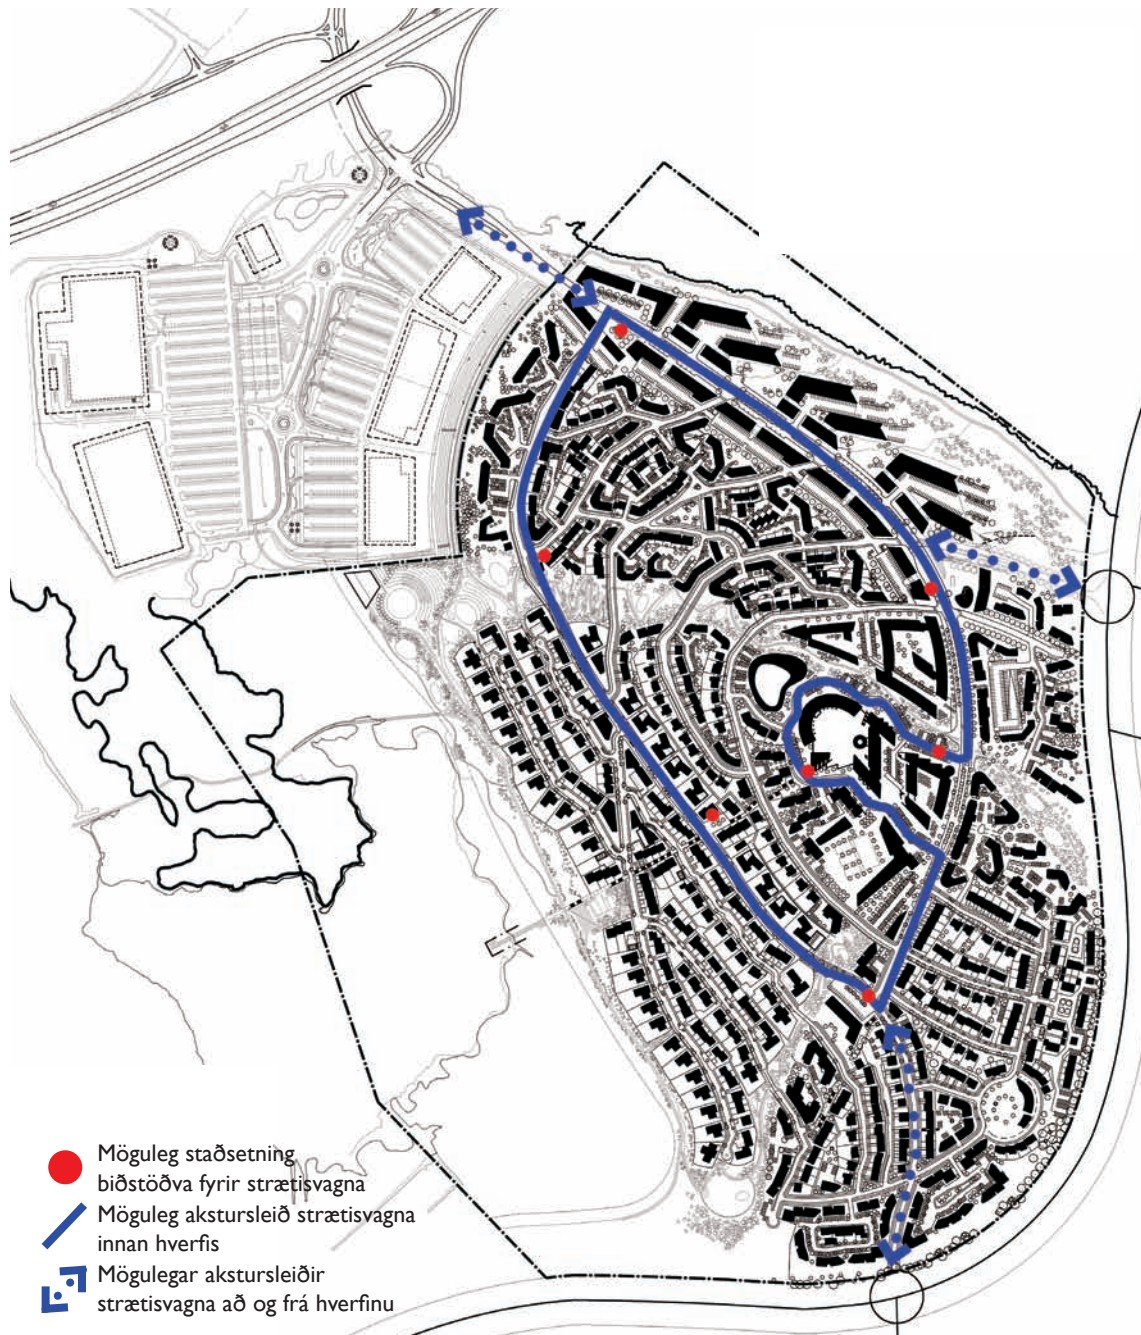 Möguleg staðsetning
biðstöðva fyrir strætisvagna
Möguleg akstursleið strætisvagna
innan hverfis
Mögulegar akstursleiðir
strætisvagna að og frá hverfinu